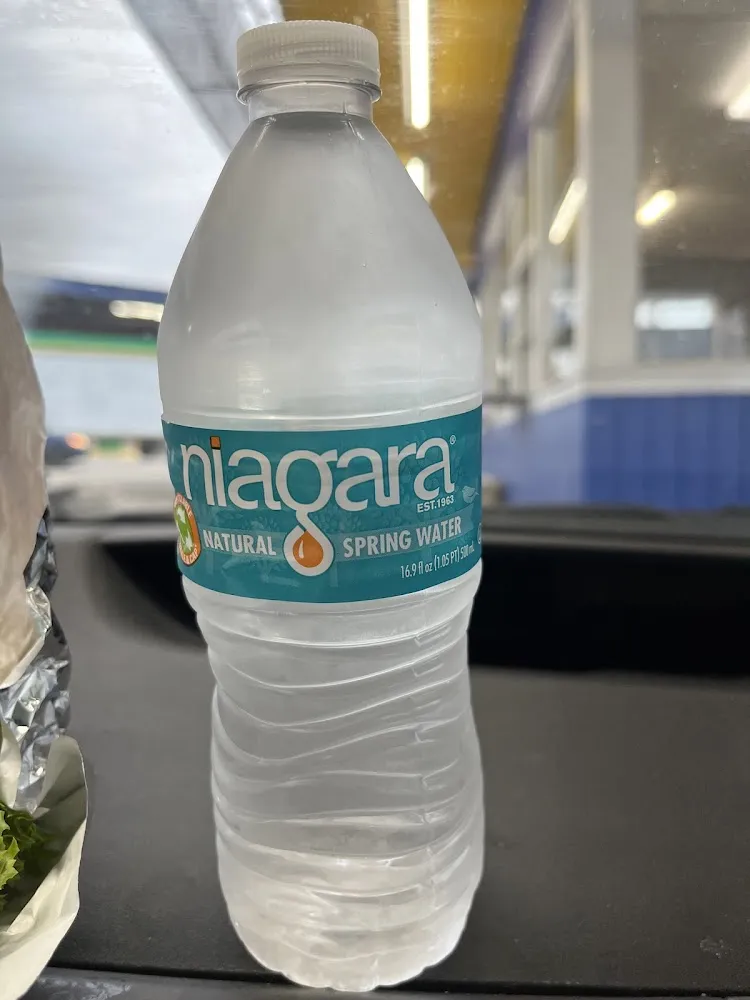 niagara®
EST.1963
NATURAL SPRING WATER
16.9 fl oz (1.05 PT) 500 mL